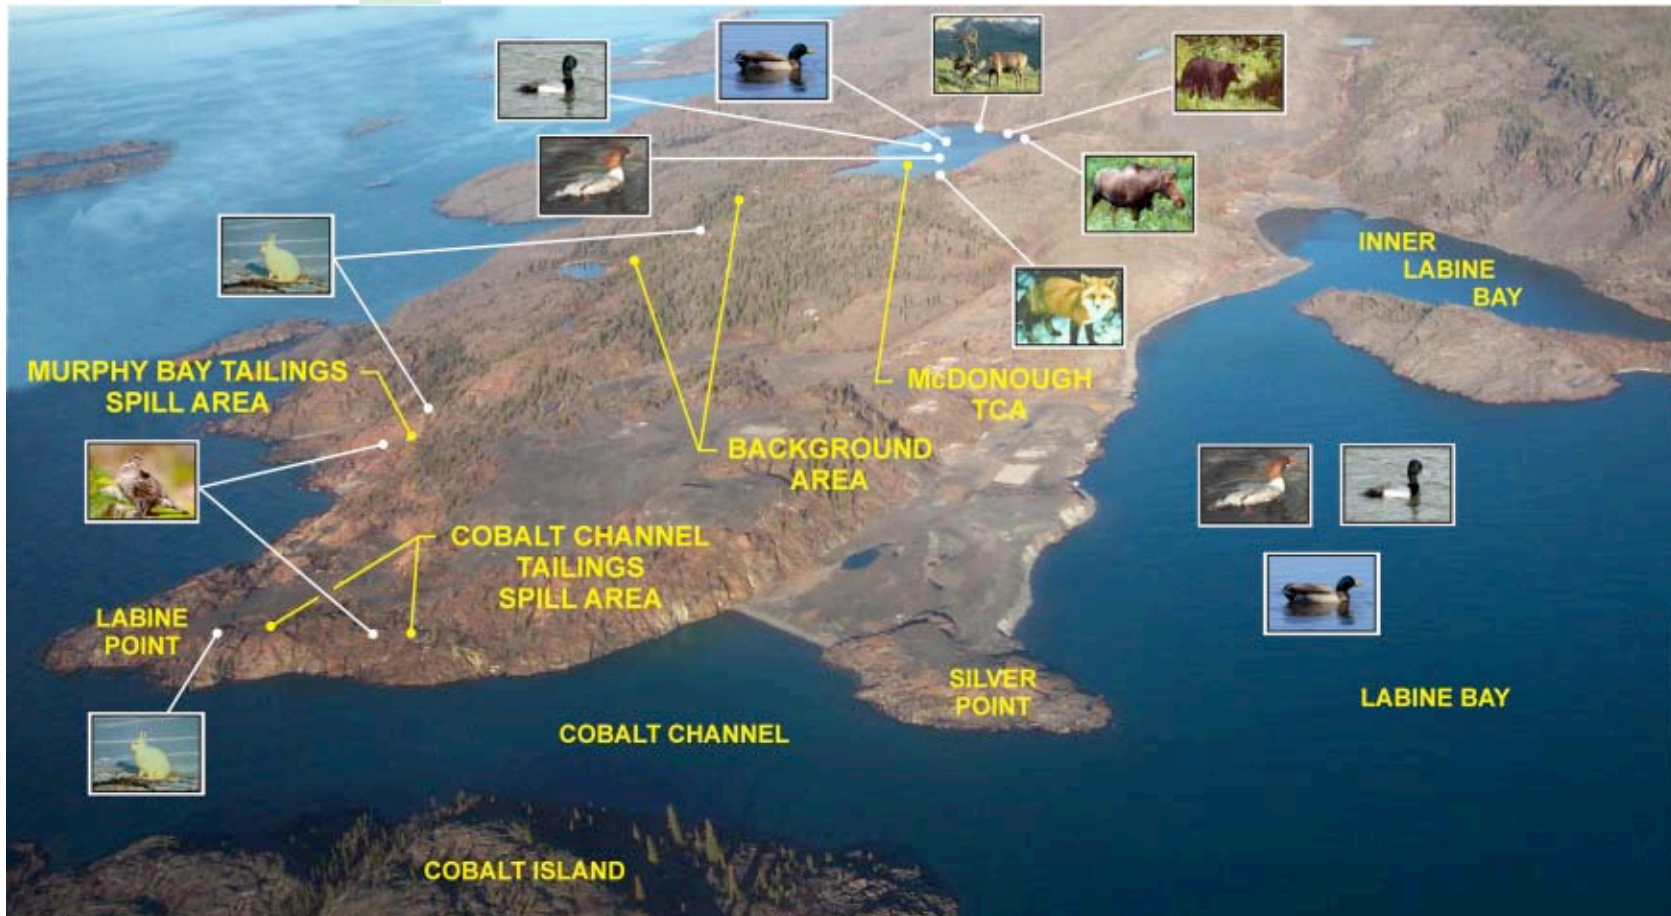 INNER
LABINE
BAY
MURPHY BAY TAILINGS
SPILL AREA
McDONOUGH
TCA
BACKGROUND
AREA
COBALT CHANNEL
TAILINGS
SPILL AREA
LABINE
POINT
SILVER
POINT
LABINE BAY
COBALT CHANNEL
COBALT ISLAND